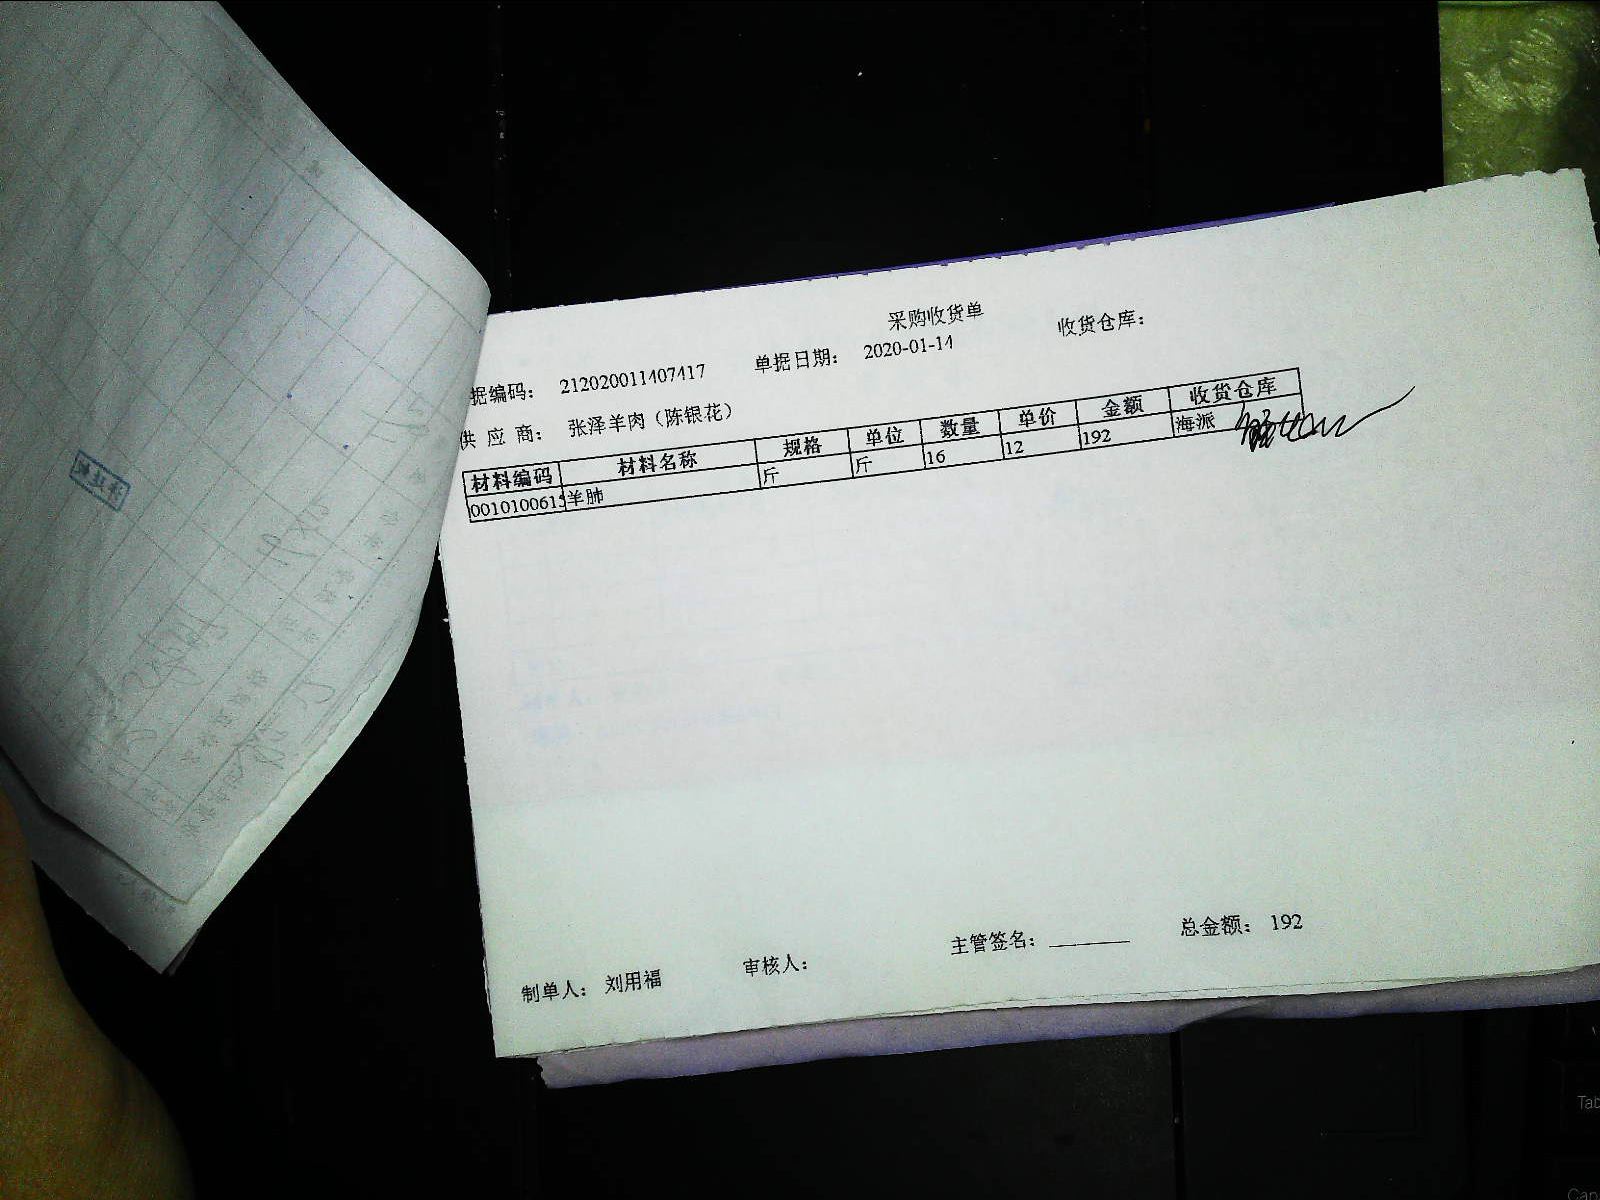 采购收货单
据编码： 212020011407417 单据日期： 2020-01-14 收货仓库：
供 应 商： 张泽羊肉（陈银花）
材料编码 材料名称 规格 单位 数量 单价 金额 收货仓库
0010100615 羊肺 斤 斤 16 12 192 海派
制单人： 刘用福 审核人： 主管签名： 总金额： 192
Tab
Cap